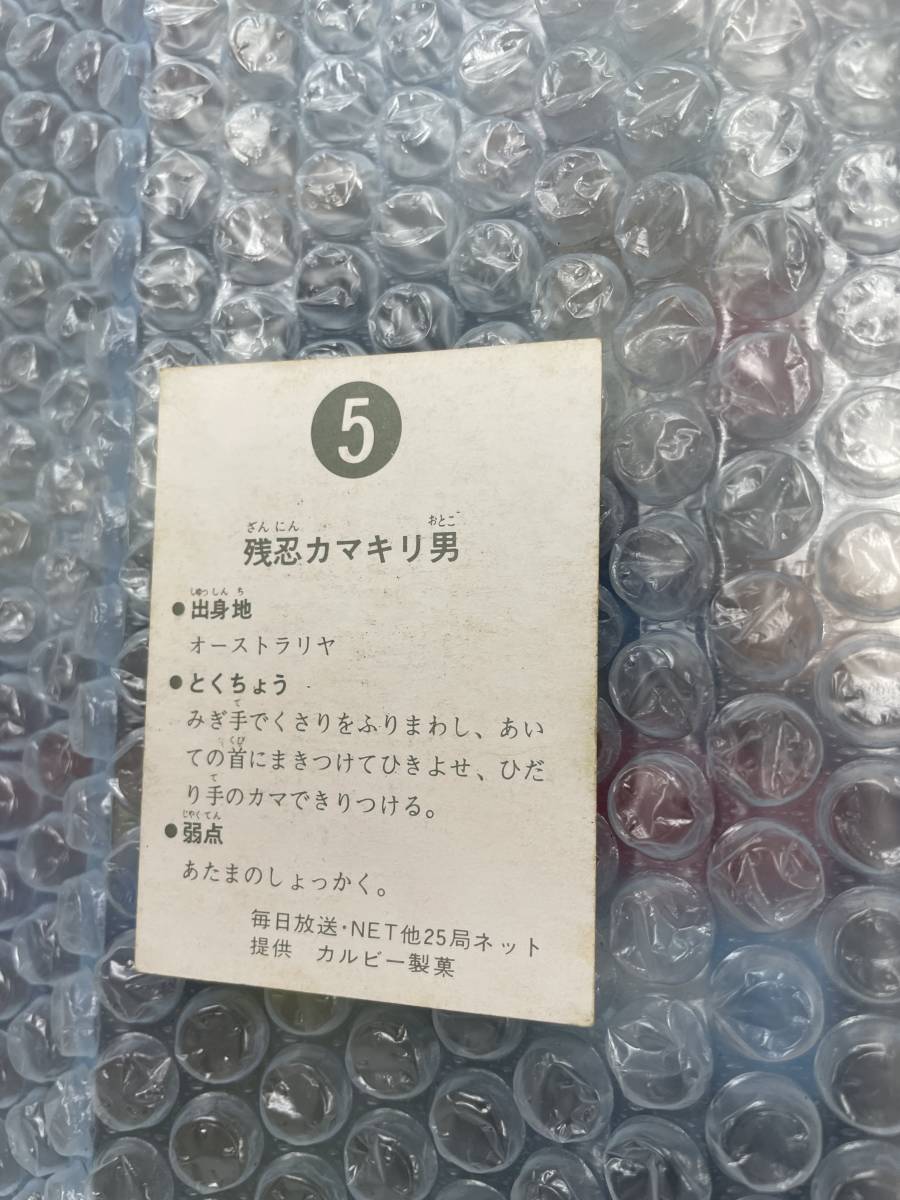 5
ざんにん おとこ
残忍カマキリ男
しゅっしんち
●出身地
オーストラリヤ
●とくちょう
て
みぎ手でくさりをふりまわし、あい
くび
ての首にまきつけてひきよせ、ひだ
て
り手のカマできりつける。
じゃくてん
●弱点
あたまのしょっかく。
毎日放送・NET他25局ネット
提供 カルビー製菓